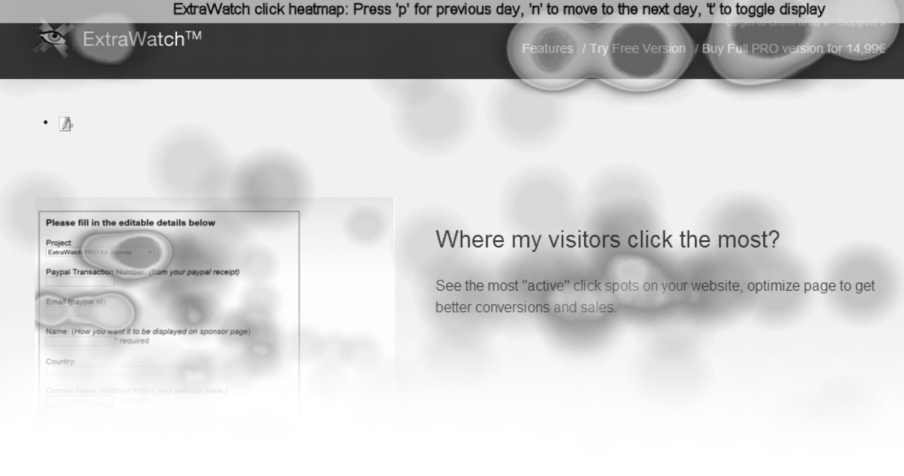 ExtraWatch click heatmap: Press 'p' for previous day, 'n' to move to the next day, 't' to toggle display
Login to client area » Support »
ExtraWatch™
Features / Try Free Version / Buy Full PRO version for 14,99€
Please fill in the editable details below
Project:
ExtraWatch PRO for Joomla
Paypal Transaction Number: (from your paypal receipt)
Email (paypal id)
Name: (How you want it to be displayed on sponsor page)
* required
Country:
Where my visitors click the most?
See the most "active" click spots on your website, optimize page to get
better conversions and sales.